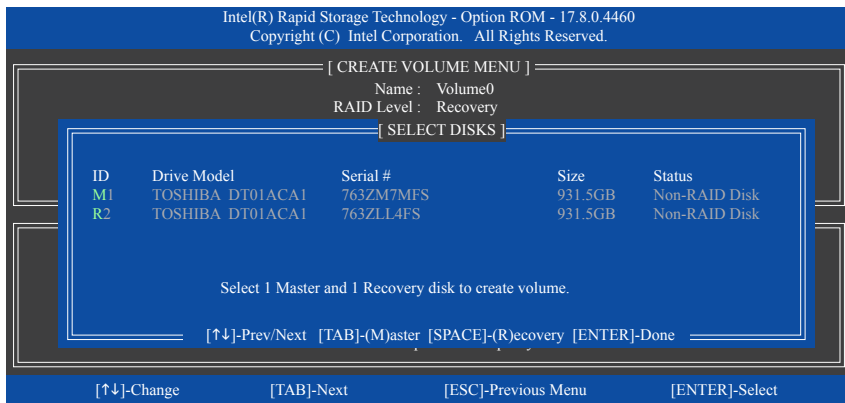 Intel(R) Rapid Storage Technology - Option ROM - 17.8.0.4460
Copyright (C) Intel Corporation. All Rights Reserved.
[ CREATE VOLUME MENU ]
Name : Volume0
RAID Level : Recovery
[ SELECT DISKS ]
ID Drive Model Serial # Size Status
M1 TOSHIBA DT01ACA1 763ZM7MFS 931.5GB Non-RAID Disk
R2 TOSHIBA DT01ACA1 763ZLL4FS 931.5GB Non-RAID Disk
Select 1 Master and 1 Recovery disk to create volume.
[↑↓]-Prev/Next [TAB]-(M)aster [SPACE]-(R)ecovery [ENTER]-Done
[↑↓]-Change [TAB]-Next [ESC]-Previous Menu [ENTER]-Select